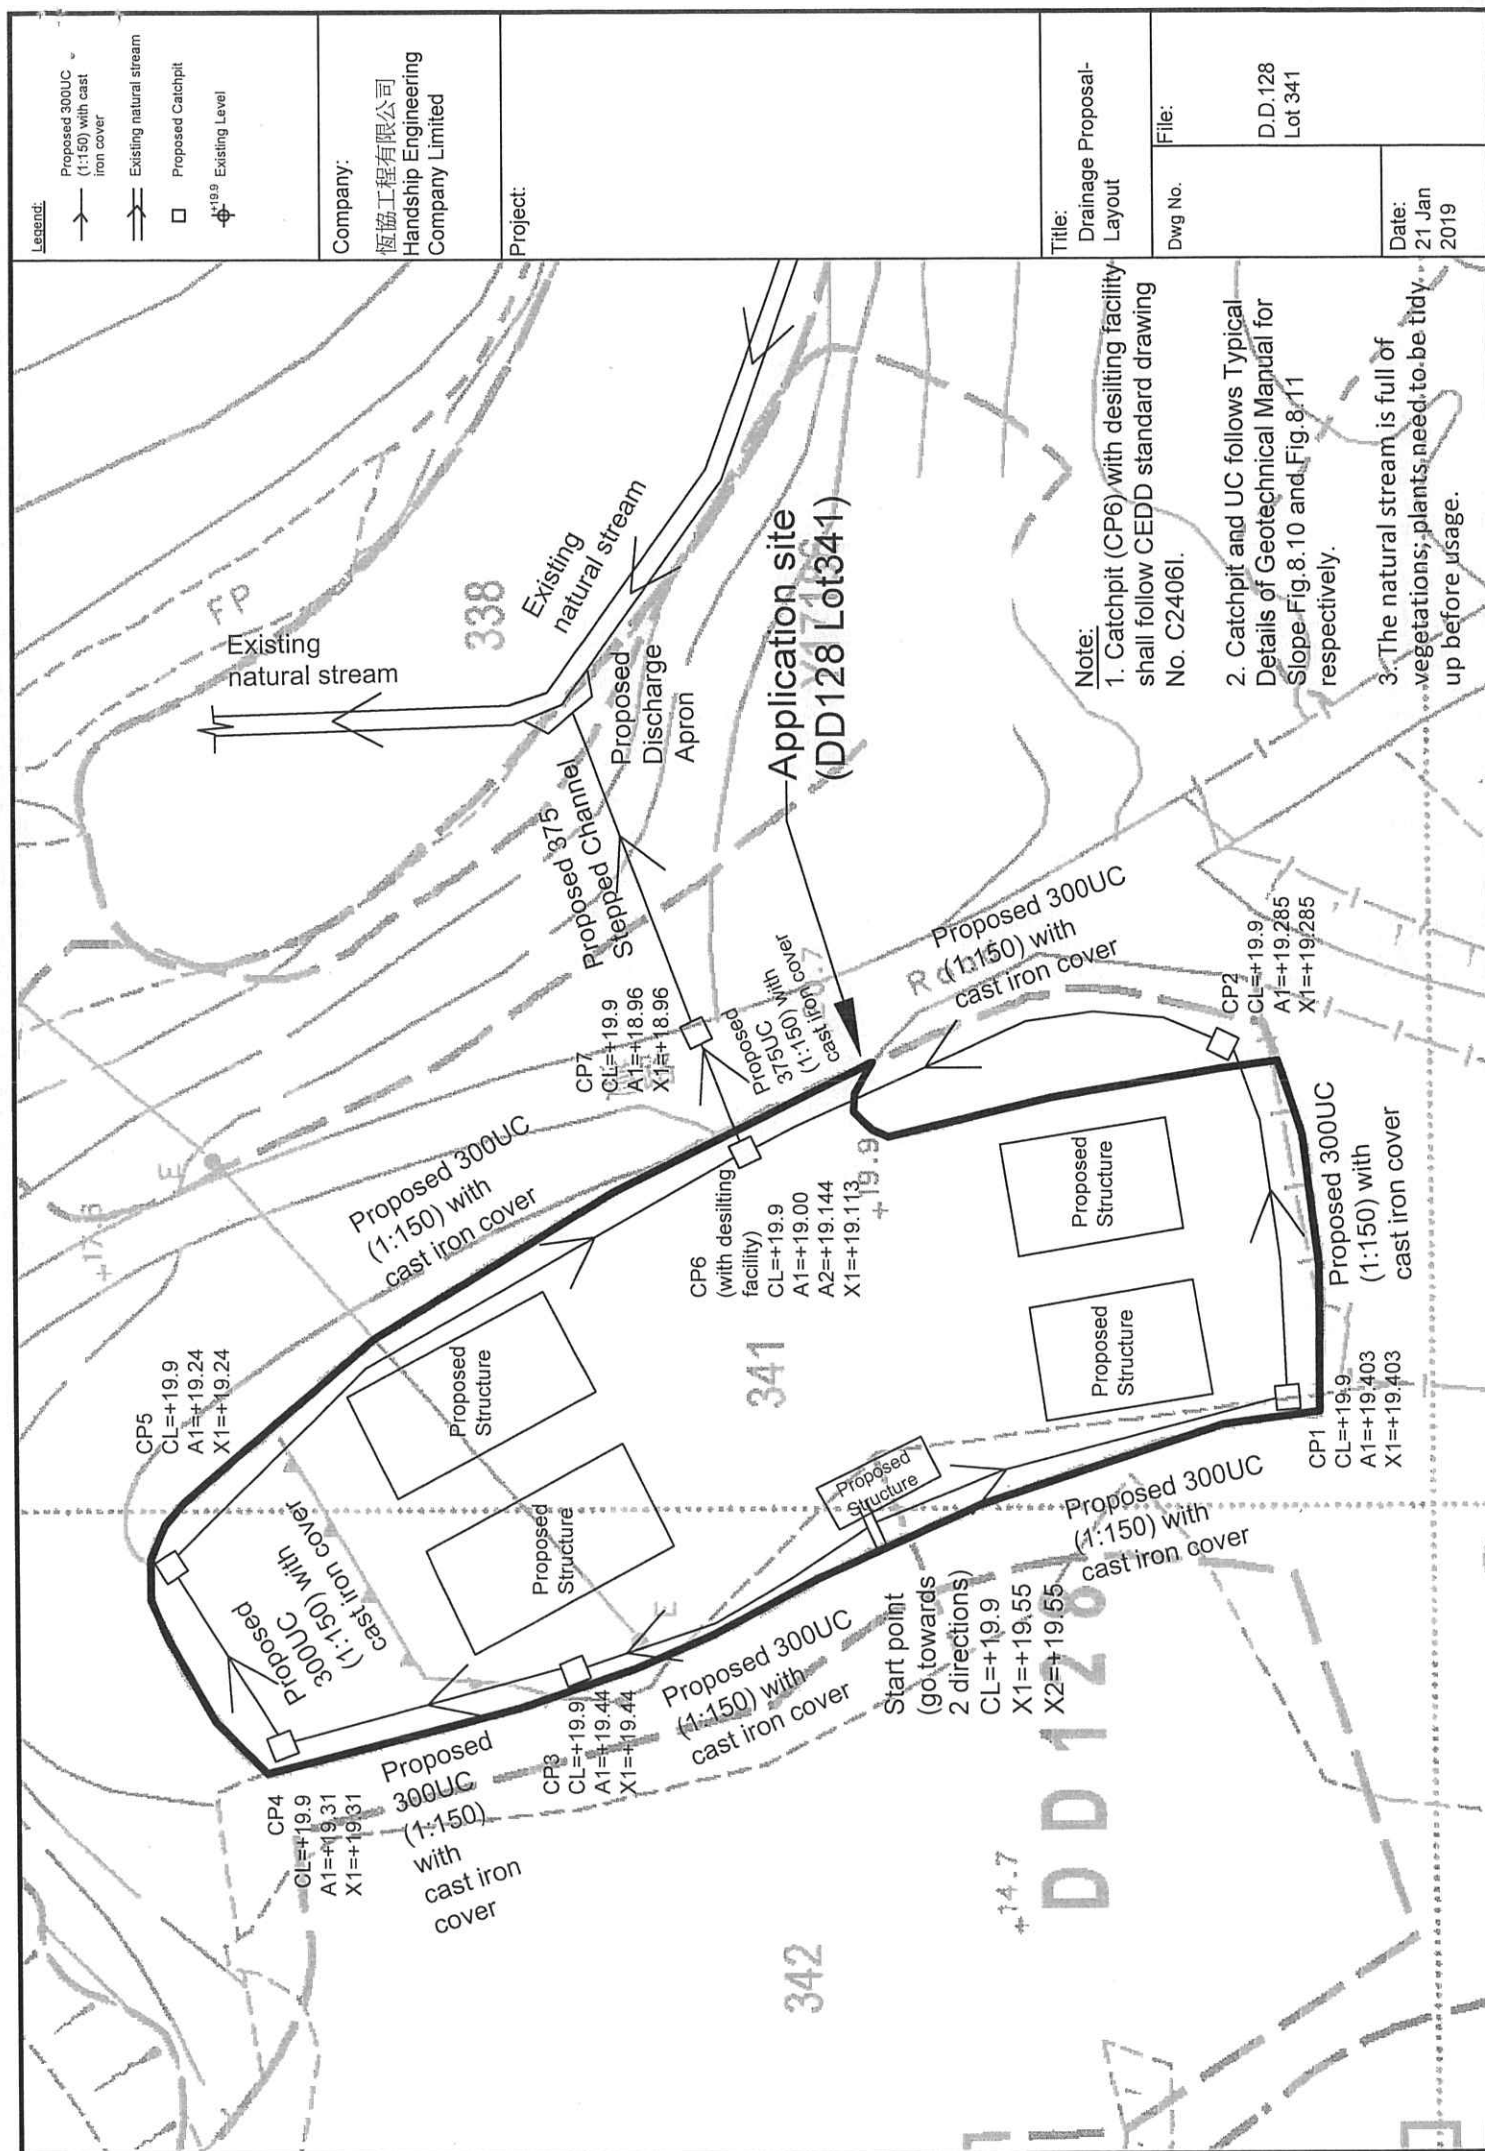 Legend:
Proposed 300UC
(1:150) with cast
iron cover
Existing natural stream
Proposed Catchpit
+19.9
Existing Level
Company:
恆協工程有限公司
Handship Engineering
Company Limited
Project:
Title:
Drainage Proposal-
Layout
Dwg No.
File:
D.D.128
Lot 341
Date:
21 Jan
2019
FP
Existing
natural stream
338
Existing
natural stream
Proposed
Discharge
Apron
Proposed 375
Stepped Channel
Application site
(DD128 Lot341)
Note:
1. Catchpit (CP6) with desilting facility
shall follow CEDD standard drawing
No. C2406I.
2. Catchpit and UC follows Typical
Details of Geotechnical Manual for
Slope Fig.8.10 and Fig.8.11
respectively.
3. The natural stream is full of
vegetations; plants need to be tidy
up before usage.
CP7
CL=+19.9
A1=+18.96
X1=+18.96
Proposed
375UC
(1:150) with
cast iron cover
Proposed 300UC
(1:150) with
cast iron cover
CP2
CL=+19.9
A1=+19.285
X1=+19.285
E
Proposed 300UC
(1:150) with
cast iron cover
CP6
(with desilting
facility)
CL=+19.9
A1=+19.00
A2=+19.144
X1=+19.113
+19.9
Proposed
Structure
Proposed
Structure
Proposed 300UC
(1:150) with
cast iron cover
CP5
CL=+19.9
A1=+19.24
X1=+19.24
Proposed
Structure
341
Proposed
Structure
Proposed
Structure
CP1
CL=+19.9
A1=+19.403
X1=+19.403
Proposed
300UC
(1:150) with
cast iron cover
E
Start point
(go towards
2 directions)
CL=+19.9
X1=+19.55
X2=+19.55
Proposed 300UC
(1:150) with
cast iron cover
Proposed 300UC
(1:150) with
cast iron cover
CP3
CL=+19.9
A1=+19.44
X1=+19.44
CP4
CL=+19.9
A1=+19.31
X1=+19.31
Proposed
300UC
(1:150)
with
cast iron
cover
342
+14.7
DD 128